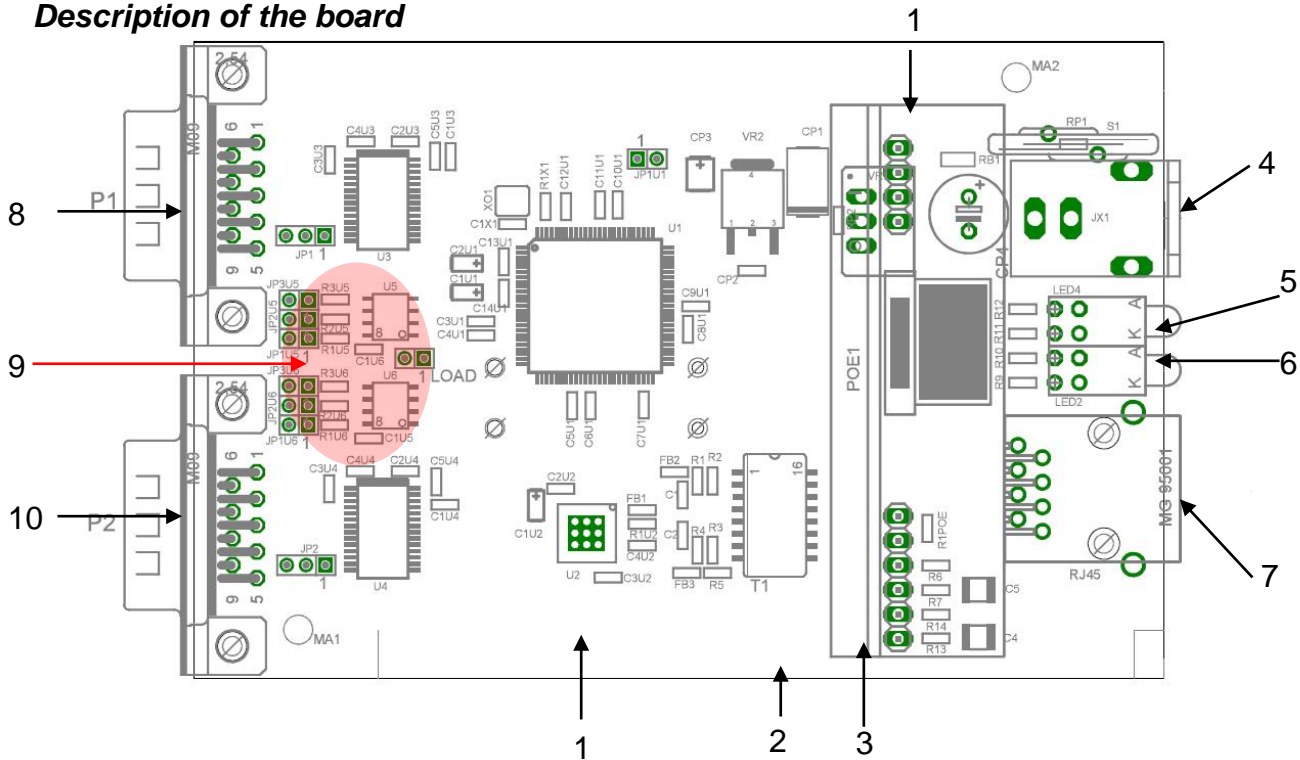 Description of the board
1
2,54
M09
6
1
9
5
P1
8
C4U3
C2U3
C5U3
C1U3
C3U3
U3
JP1
1
XO1
C1X1
R1X1
C12U1
C11U1
C10U1
1
JP1U1
CP3
VR2
4
1 2 3
CP1
CP2
U1
C2U1
C13U1
C1U1
C14U1
C3U1
C4U1
C9U1
C8U1
C5U1
C6U1
C7U1
MA2
RP1
S1
RB1
JX1
CP4
4
POE1
LED4
R12
R11
R10
R9
A
K
A
K
LED2
5
6
JP3U5
JP2U5
JP1U5
1
R3U5
R2U5
R1U5
U5
8
C1U6
1
LOAD
9
JP3U6
JP2U6
JP1U6
1
R3U6
R2U6
R1U6
U6
8
C1U5
2,54
M09
6
1
9
5
P2
10
C3U4
C4U4
C2U4
C5U4
C1U4
U4
JP2
1
MA1
C2U2
C1U2
U2
FB1
R1U2
C4U2
C3U2
FB2
R1
R2
C1
C2
R4
R3
FB3
R5
1
16
T1
R1POE
R6
R7
R14
R13
C5
C4
MG 95001
RJ45
7
1
2
3